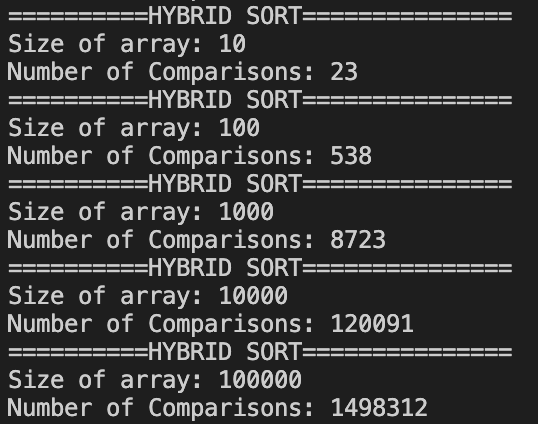 ==========HYBRID SORT===============
Size of array: 10
Number of Comparisons: 23
==========HYBRID SORT===============
Size of array: 100
Number of Comparisons: 538
==========HYBRID SORT===============
Size of array: 1000
Number of Comparisons: 8723
==========HYBRID SORT===============
Size of array: 10000
Number of Comparisons: 120091
==========HYBRID SORT===============
Size of array: 100000
Number of Comparisons: 1498312